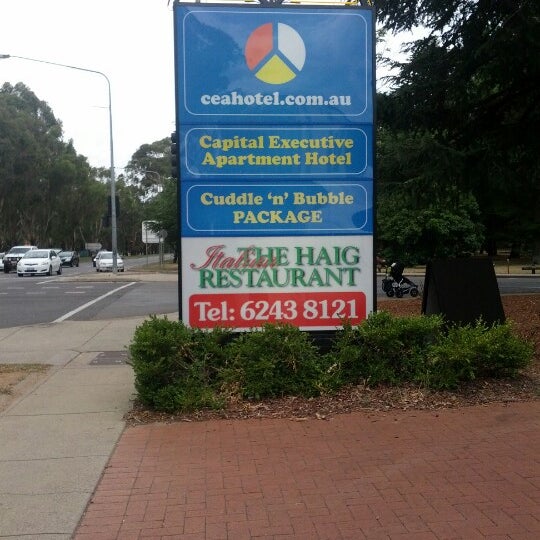 ceahotel.com.au
Capital Executive
Apartment Hotel
Cuddle 'n' Bubble
PACKAGE
Italian THE HAIG
RESTAURANT
Tel: 6243 8121